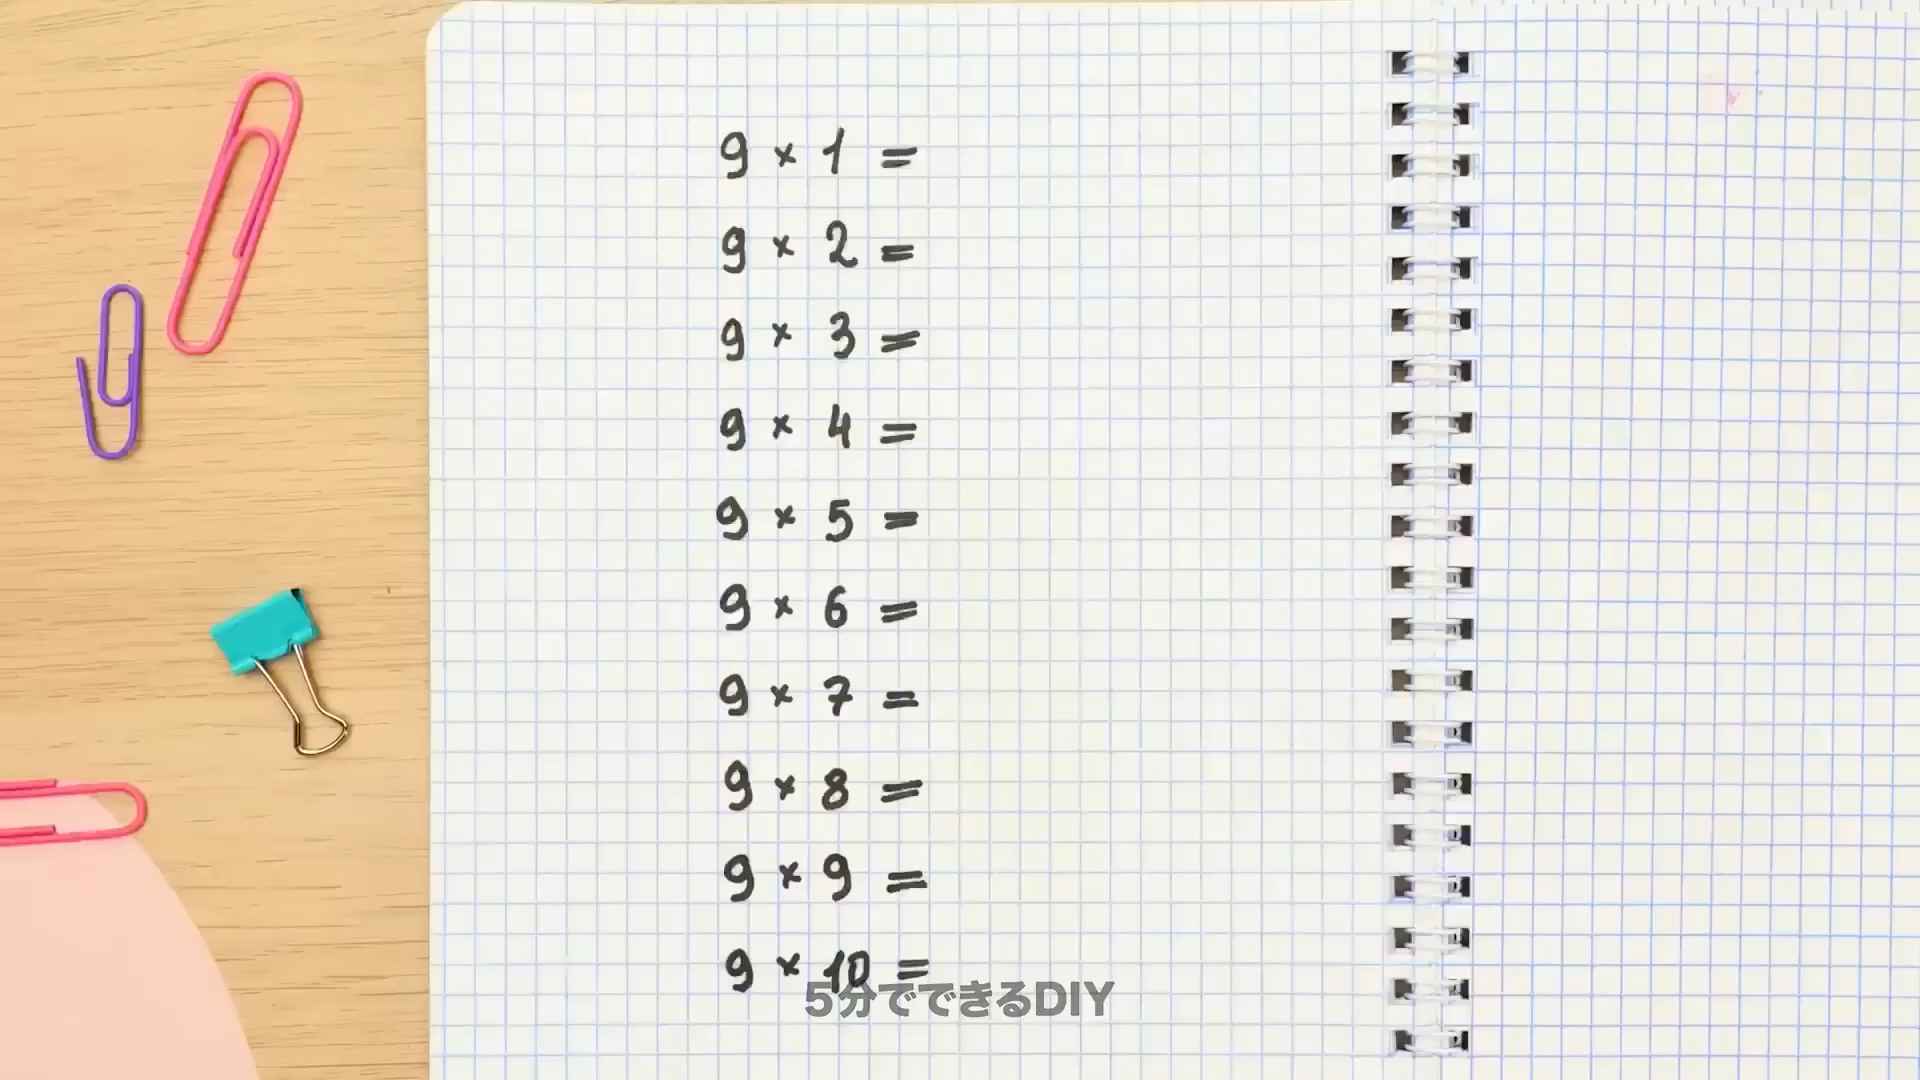 9 × 1 =
9 × 2 =
9 × 3 =
9 × 4 =
9 × 5 =
9 × 6 =
9 × 7 =
9 × 8 =
9 × 9 =
9 × 10 =
5分でできるDIY